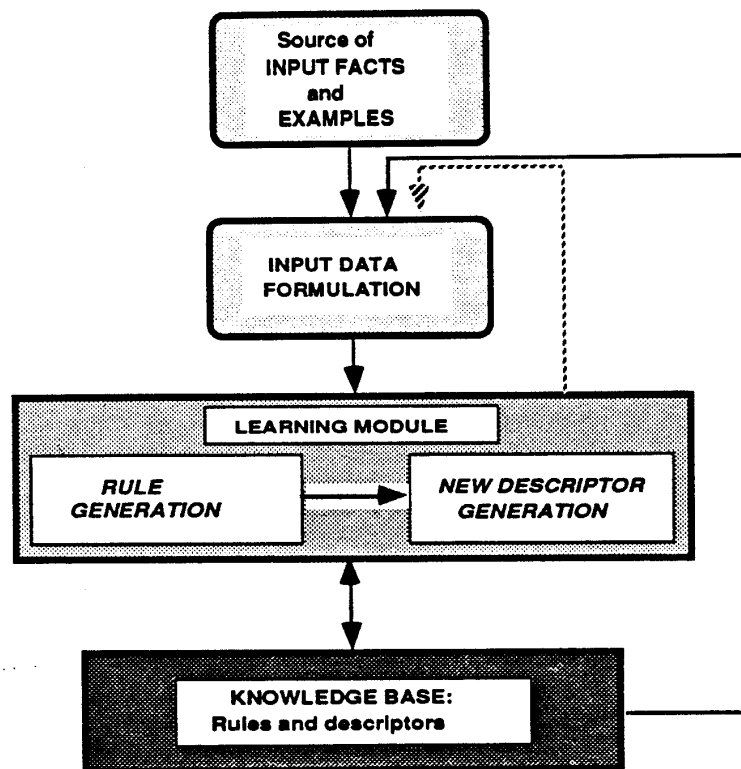 Source of
INPUT FACTS
and
EXAMPLES
INPUT DATA
FORMULATION
LEARNING MODULE
RULE
GENERATION
NEW DESCRIPTOR
GENERATION
KNOWLEDGE BASE:
Rules and descriptors